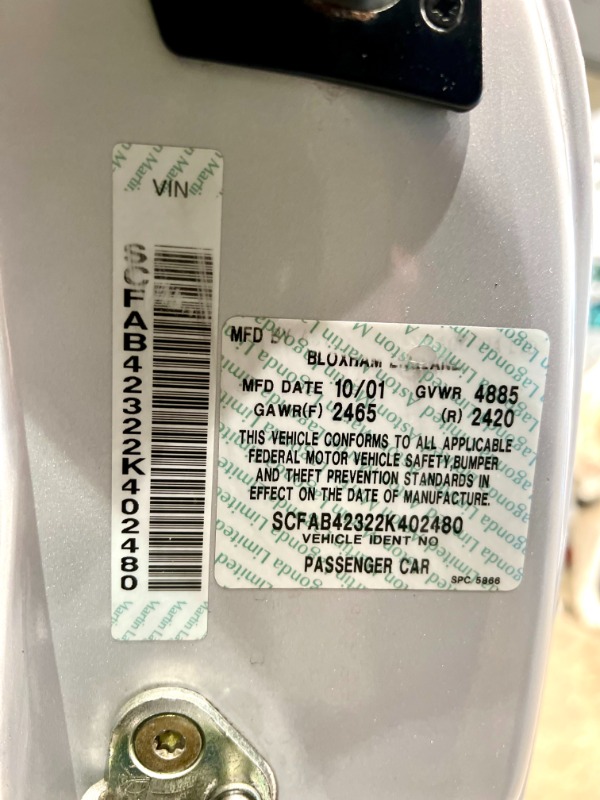 VIN
SCFAB42322K402480
MFD
BLOXHAM ENGLAND
MFD DATE 10/01 GVWR 4885
GAWR(F) 2465 (R) 2420
THIS VEHICLE CONFORMS TO ALL APPLICABLE
FEDERAL MOTOR VEHICLE SAFETY,BUMPER
AND THEFT PREVENTION STANDARDS IN
EFFECT ON THE DATE OF MANUFACTURE.
SCFAB42322K402480
VEHICLE IDENT NO
PASSENGER CAR
SPC/5866